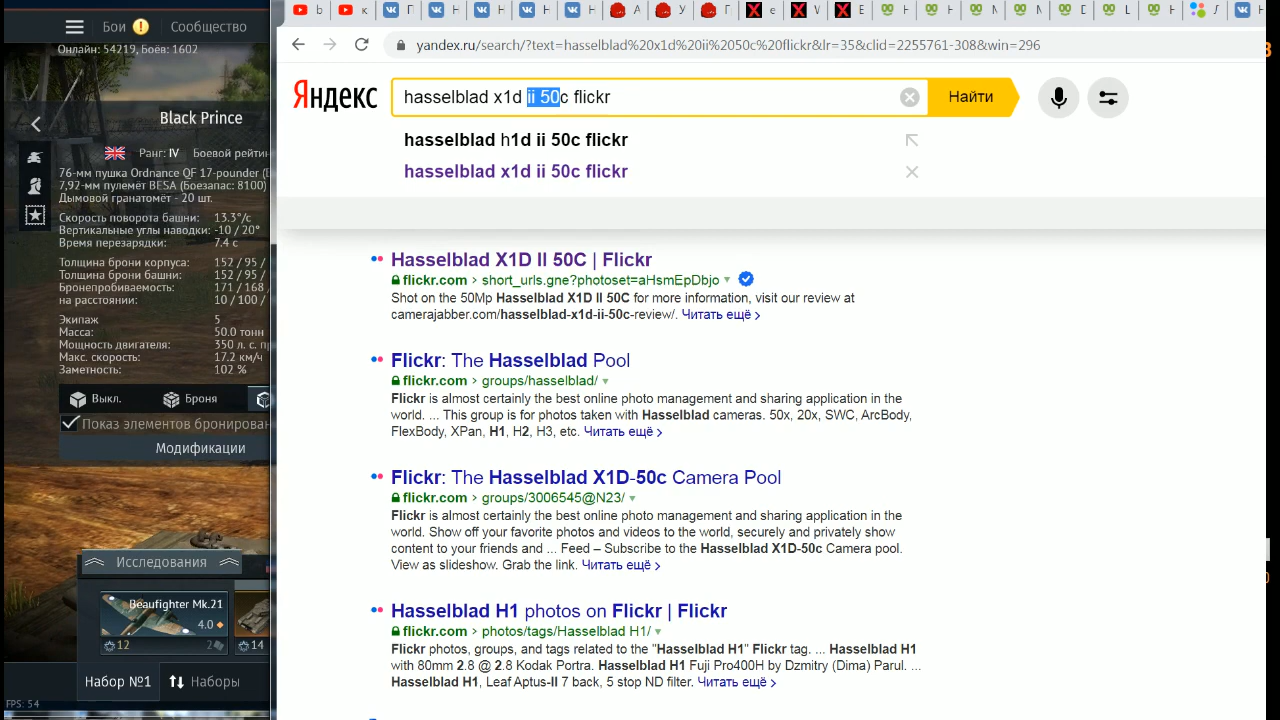 Бои
Сообщество
Онлайн: 54219, Боёв: 1602
Black Prince
Ранг: IV Боевой рейтин
76-мм пушка Ordnance QF 17-pounder (
7,92-мм пулемёт BESA (Боезапас: 8100)
Дымовой гранатомёт - 20 шт.
Скорость поворота башни: 13.3°/с
Вертикальные углы наводки: -10 / 20°
Время перезарядки: 7.4 с
Толщина брони корпуса: 152 / 95 /
Толщина брони башни: 152 / 95 /
Бронепробиваемость: 171 / 168
на расстоянии: 10 / 100 /
Экипаж 5
Масса: 50.0 тонн
Мощность двигателя: 350 л. с. п
Макс. скорость: 17.2 км/ч
Заметность: 102 %
Выкл.
Броня
Показ элементов бронирован
Модификации
Исследования
Beaufighter Mk.21
4.0
12
2
14
Набор №1
Наборы
FPS: 54
yandex.ru/search/?text=hasselblad%20x1d%20ii%2050c%20flickr&lr=35&clid=2255761-308&win=296
Яндекс
hasselblad x1d ii 50c flickr
Найти
hasselblad h1d ii 50c flickr
hasselblad x1d ii 50c flickr
Hasselblad X1D II 50C | Flickr
flickr.com › short_urls.gne?photoset=aHsmEpDbjo
Shot on the 50Mp Hasselblad X1D II 50C for more information, visit our review at
camerajabber.com/hasselblad-x1d-ii-50c-review/. Читать ещё ›
Flickr: The Hasselblad Pool
flickr.com › groups/hasselblad/
Flickr is almost certainly the best online photo management and sharing application in the
world. ... This group is for photos taken with Hasselblad cameras. 50x, 20x, SWC, ArcBody,
FlexBody, XPan, H1, H2, H3, etc. Читать ещё ›
Flickr: The Hasselblad X1D-50c Camera Pool
flickr.com › groups/3006545@N23/
Flickr is almost certainly the best online photo management and sharing application in the
world. Show off your favorite photos and videos to the world, securely and privately show
content to your friends and ... Feed – Subscribe to the Hasselblad X1D-50c Camera pool.
View as slideshow. Grab the link. Читать ещё ›
Hasselblad H1 photos on Flickr | Flickr
flickr.com › photos/tags/Hasselblad H1/
Flickr photos, groups, and tags related to the "Hasselblad H1" Flickr tag. ... Hasselblad H1
with 80mm 2.8 @ 2.8 Kodak Portra. Hasselblad H1 Fuji Pro400H by Dzmitry (Dima) Parul. ...
Hasselblad H1, Leaf Aptus-II 7 back, 5 stop ND filter. Читать ещё ›